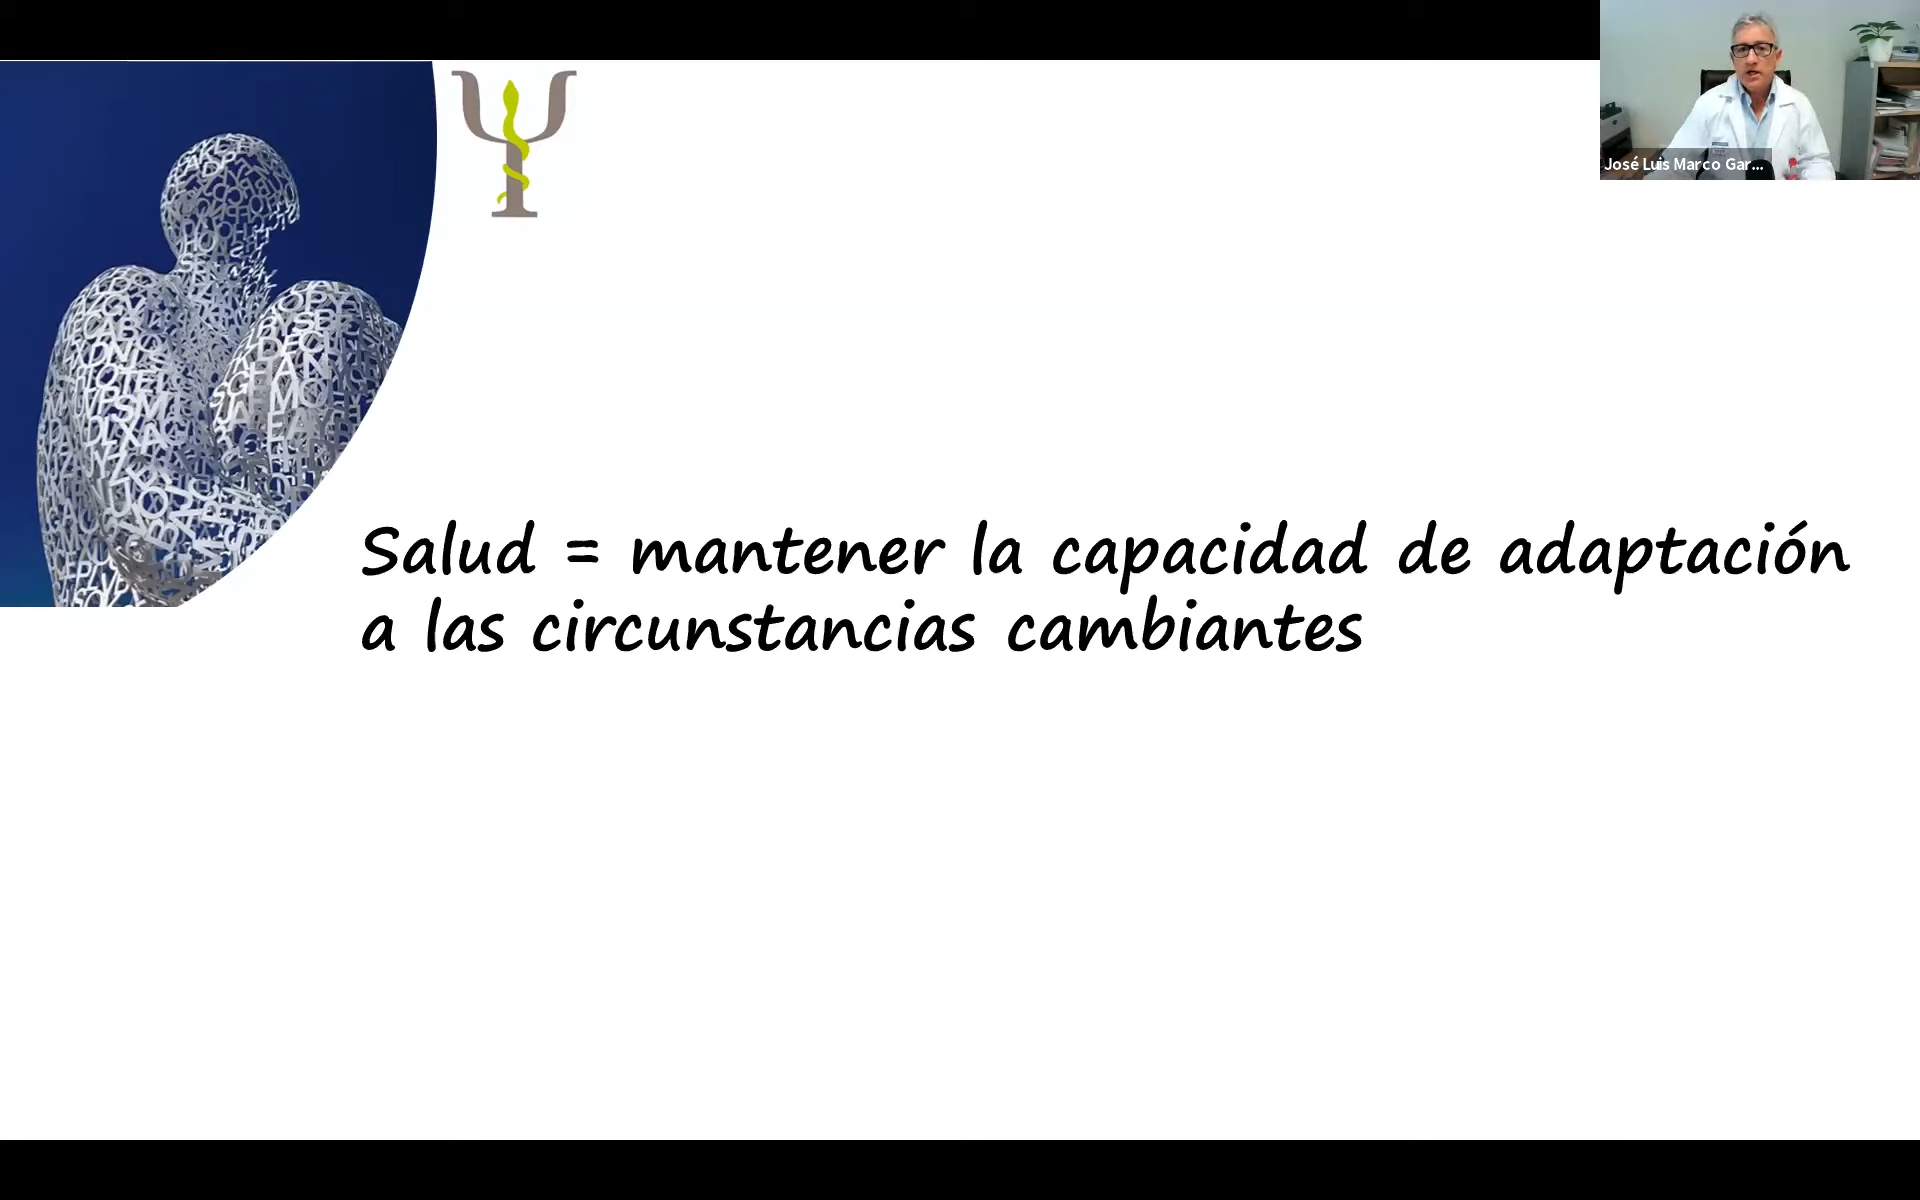 José Luis Marco Gar...
Salud = mantener la capacidad de adaptación
a las circunstancias cambiantes